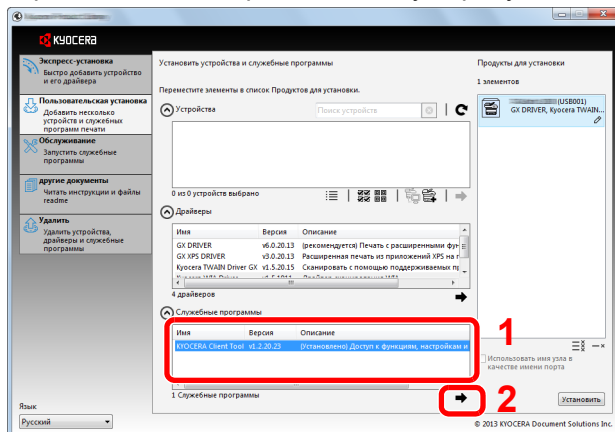 KYOCERA
Экспресс-установка
Быстро добавить устройство
и его драйвера
Пользовательская установка
Добавить несколько
устройств и служебных
программ печати
Обслуживание
Запустить служебные
программы
другие документы
Читать инструкции и файлы
readme
Удалить
Удалить устройства,
драйверы и служебные
программы
Язык
Русский
Установить устройства и служебные программы
Переместите элементы в список Продуктов для установки.
Устройства
Поиск устройств
0 из 0 устройств выбрано
Драйверы
Имя Версия Описание
GX DRIVER v6.0.20.13 (рекомендуется) Печать с расширенными фун
GX XPS DRIVER v3.0.20.13 Расширенная печать из приложений XPS на г
Kyocera TWAIN Driver GX v1.5.20.15 Сканировать с помощью поддерживаемых пр
4 драйверов
Служебные программы
Имя Версия Описание
KYOCERA Client Tool v1.2.20.23 (Установлено) Доступ к функциям, настройкам и
1
1 Служебные программы
2
Продукты для установки
1 элементов
(USB001)
GX DRIVER, Kyocera TWAIN...
Использовать имя узла в
качестве имени порта
Установить
© 2013 KYOCERA Document Solutions Inc.